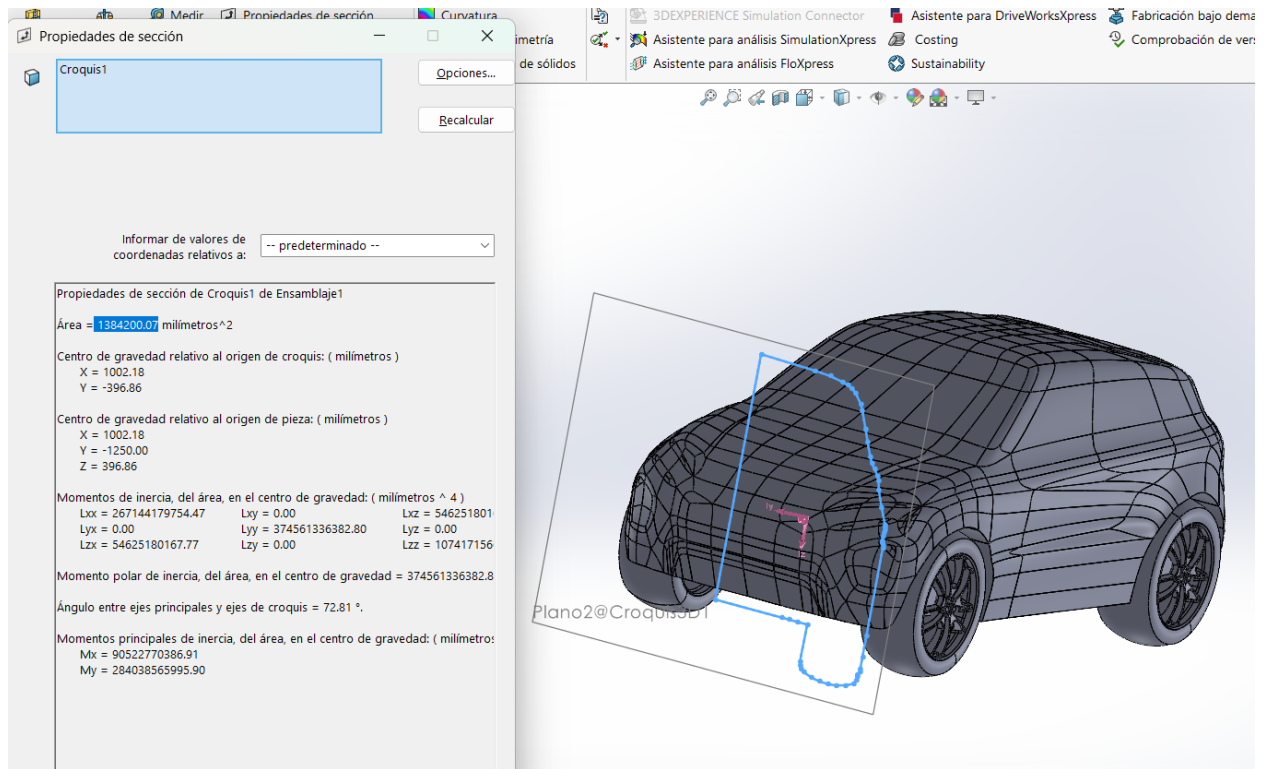 Medir Propiedades de sección Curvatura
Propiedades de sección
imetría
de sólidos
3DEXPERIENCE Simulation Connector
Asistente para análisis SimulationXpress
Asistente para análisis FloXpress
Asistente para DriveWorksXpress
Costing
Sustainability
Fabricación bajo dema
Comprobación de ver
Croquis1
Opciones...
Recalcular
Informar de valores de
coordenadas relativos a:
-- predeterminado --
Propiedades de sección de Croquis1 de Ensamblaje1
Área = 1384200.07 milímetros^2
Centro de gravedad relativo al origen de croquis: ( milímetros )
X = 1002.18
Y = -396.86
Centro de gravedad relativo al origen de pieza: ( milímetros )
X = 1002.18
Y = -1250.00
Z = 396.86
Momentos de inercia, del área, en el centro de gravedad: ( milímetros ^ 4 )
Lxx = 26714417954.47 Lxy = 0.00 Lxz = 546251801
Lyx = 0.00 Lyy = 374561336382.80 Lyz = 0.00
Lzx = 54625180167.77 Lzy = 0.00 Lzz = 107417156
Momento polar de inercia, del área, en el centro de gravedad = 374561336382.8
Ángulo entre ejes principales y ejes de croquis = 72.81 °.
Momentos principales de inercia, del área, en el centro de gravedad: ( milímetros
Mx = 90522770386.91
My = 284038565995.90
Plano2@Croquis3D1